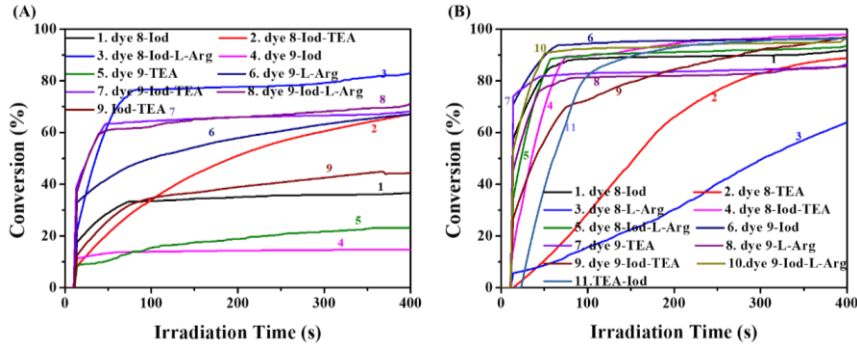 (A)
100
80
60
40
20
0
Conversion (%)
1. dye 8-Iod 2. dye 8-Iod-TEA
3. dye 8-Iod-L-Arg 4. dye 9-Iod
5. dye 9-TEA 6. dye 9-L-Arg
7. dye 9-Iod-TEA 8. dye 9-Iod-L-Arg
9. Iod-TEA
3
7
8
6
2
9
1
5
4
0 100 200 300 400
Irradiation Time (s)
(B)
100
80
60
40
20
0
Conversion (%)
6
10
1
7
4
8
9
5
11
2
3
1. dye 8-Iod 2. dye 8-TEA
3. dye 8-L-Arg 4. dye 8-Iod-TEA
5. dye 8-Iod-L-Arg 6. dye 9-Iod
7. dye 9-TEA 8. dye 9-L-Arg
9. dye 9-Iod-TEA 10.dye 9-Iod-L-Arg
11.TEA-Iod
0 100 200 300 400
Irradiation Time (s)